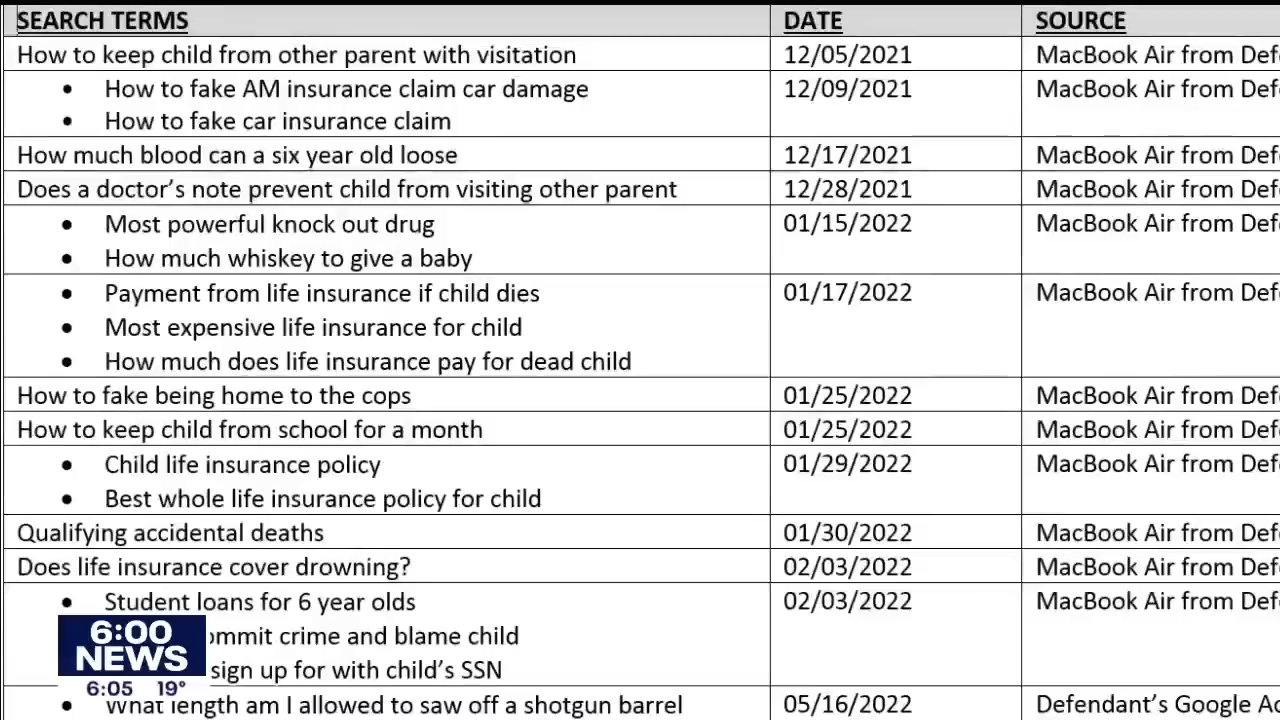 SEARCH TERMS DATE SOURCE
How to keep child from other parent with visitation 12/05/2021 MacBook Air from Def
• How to fake AM insurance claim car damage 12/09/2021 MacBook Air from Def
• How to fake car insurance claim
How much blood can a six year old loose 12/17/2021 MacBook Air from Def
Does a doctor's note prevent child from visiting other parent 12/28/2021 MacBook Air from Def
• Most powerful knock out drug 01/15/2022 MacBook Air from Def
• How much whiskey to give a baby
• Payment from life insurance if child dies 01/17/2022 MacBook Air from Def
• Most expensive life insurance for child
• How much does life insurance pay for dead child
How to fake being home to the cops 01/25/2022 MacBook Air from Def
How to keep child from school for a month 01/25/2022 MacBook Air from Def
• Child life insurance policy 01/29/2022 MacBook Air from Def
• Best whole life insurance policy for child
Qualifying accidental deaths 01/30/2022 MacBook Air from Def
Does life insurance cover drowning? 02/03/2022 MacBook Air from Def
• Student loans for 6 year olds 02/03/2022 MacBook Air from Def
ommit crime and blame child
sign up for with child's SSN
• What length am I allowed to saw off a shotgun barrel 05/16/2022 Defendant's Google Ac
6:00
NEWS
6:05 19°